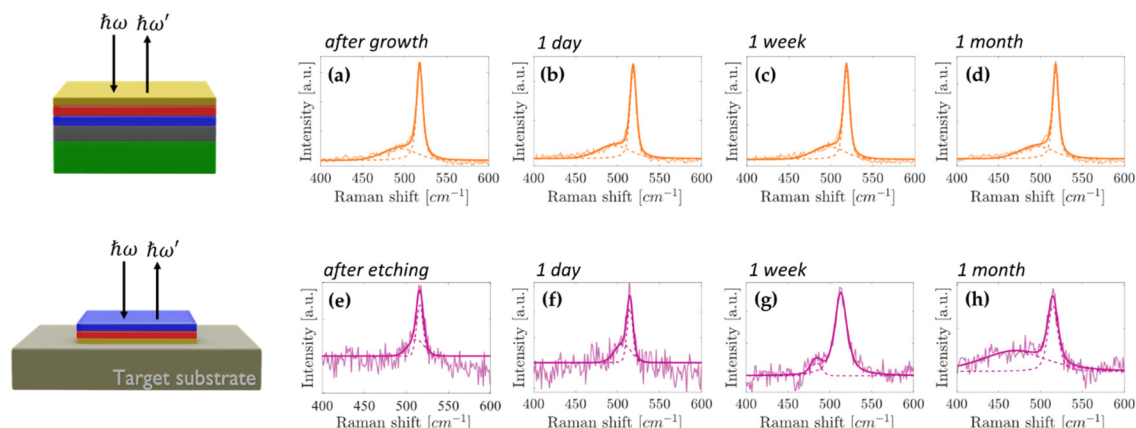 ħω ħω′
after growth 1 day 1 week 1 month
(a) (b) (c) (d)
Intensity [a.u.] Intensity [a.u.] Intensity [a.u.] Intensity [a.u.]
400 450 500 550 600 400 450 500 550 600 400 450 500 550 600 400 450 500 550 600
Raman shift [cm⁻¹] Raman shift [cm⁻¹] Raman shift [cm⁻¹] Raman shift [cm⁻¹]
ħω ħω′
after etching 1 day 1 week 1 month
(e) (f) (g) (h)
Intensity [a.u.] Intensity [a.u.] Intensity [a.u.] Intensity [a.u.]
Target substrate
400 450 500 550 600 400 450 500 550 600 400 450 500 550 600 400 450 500 550 600
Raman shift [cm⁻¹] Raman shift [cm⁻¹] Raman shift [cm⁻¹] Raman shift [cm⁻¹]